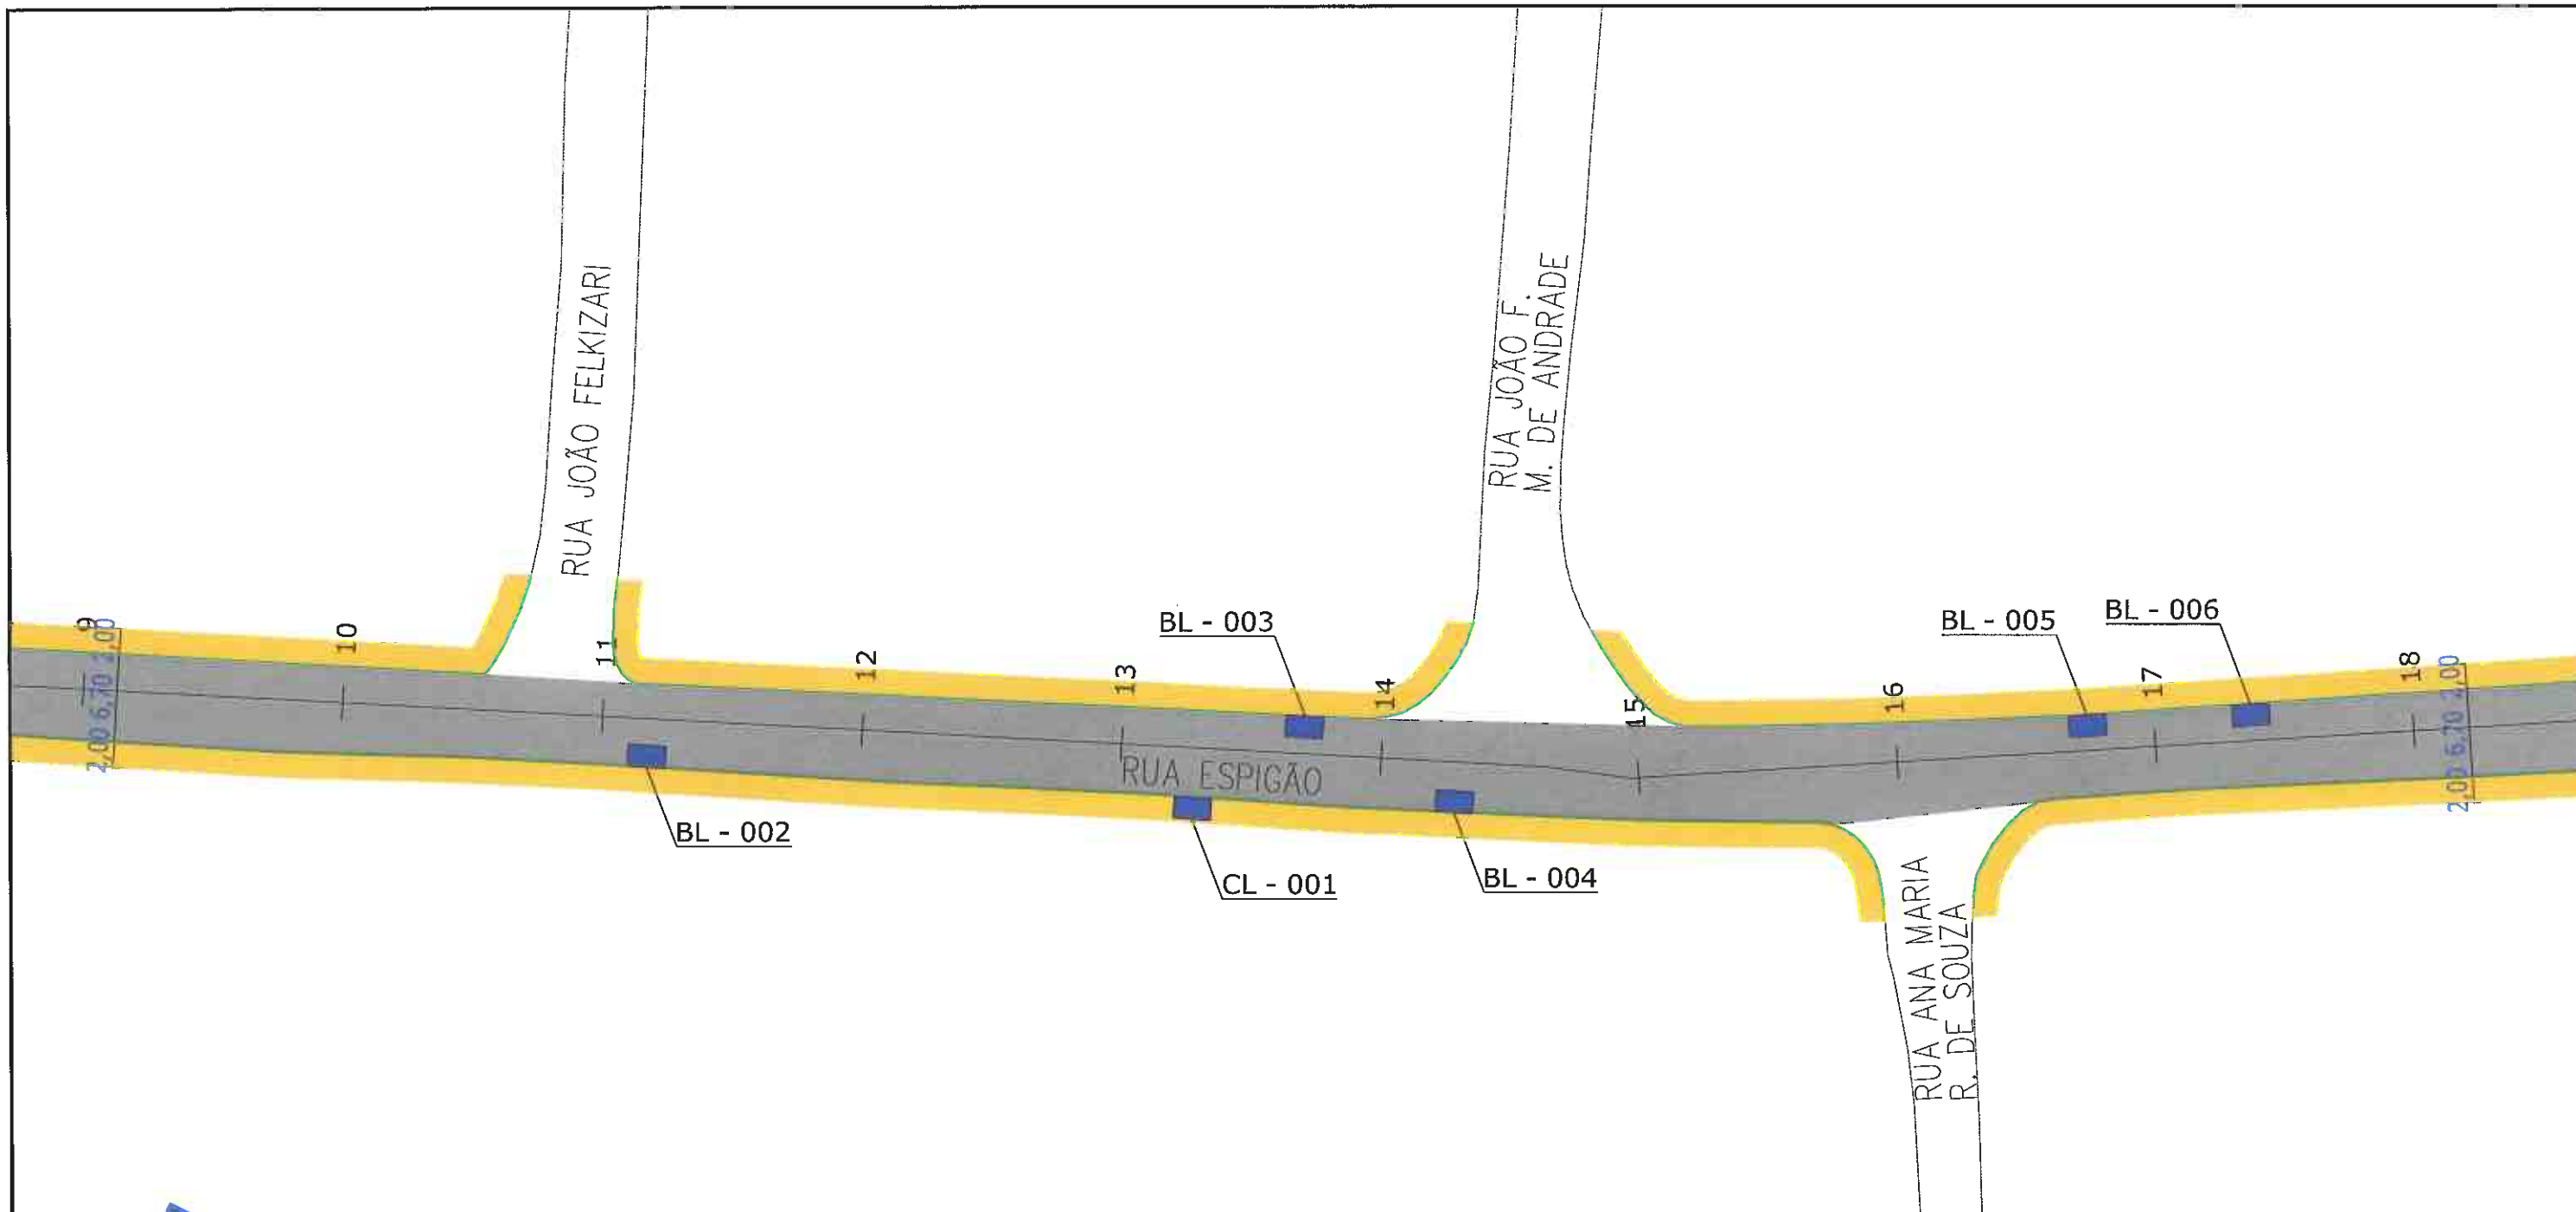 RUA JOÃO FELKIZARI
RUA JOÃO F.
M. DE ANDRADE
9
10
11
12
13
14
15
16
17
18
2,00
6,70
2,00
2,00
6,70
2,00
BL - 003
BL - 005
BL - 006
RUA ESPIGÃO
BL - 002
CL - 001
BL - 004
RUA ANA MARIA
R. DE SOUZA